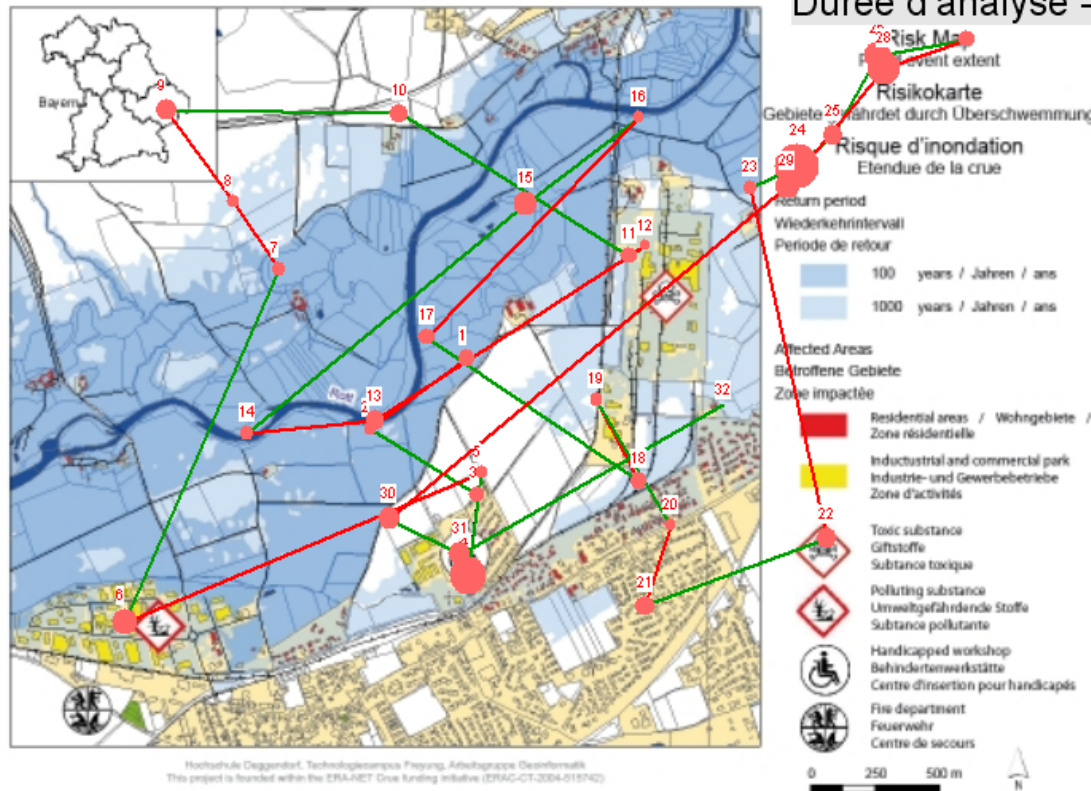 Durée d'analyse -
Risk Map
event extent
Risikokarte
Gebiete gefährdet durch Überschwemmung
Risque d'inondation
Etendue de la crue
Return period
Wiederkehrintervall
Periode de retour
100 years / Jahren / ans
1000 years / Jahren / ans
Affected Areas
Betroffene Gebiete
Zone impactée
Residential areas / Wohngebiete /
Zone résidentielle
Inductustrial and commercial park
Industrie- und Gewerbebetriebe
Zone d'activités
Toxic substance
Giftstoffe
Subtance toxique
Polluting substance
Umweltgefährdende Stoffe
Subtance pollutante
Handicapped workshop
Behindertenwerkstätte
Centre d'insertion pour handicapés
Fire department
Feuerwehr
Centre de secours
0 250 500 m
N
Bayern
9
10
16
8
15
23
24
25
28
29
7
11
12
17
1
14
13
2
19
32
5
3
18
30
20
31
4
22
6
21
Hochschule Deggendorf, Technologiecampus Freyung, Arbeitsgruppe Geoinformatik
This project is founded within the ERA-NET Crue funding initiative (ERAC-CT-2004-515742)